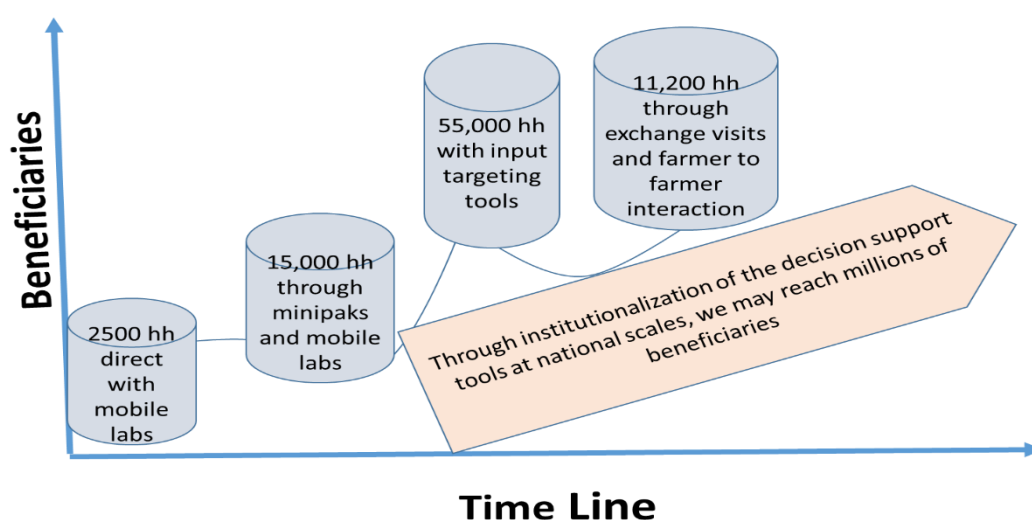 Beneficiaries
2500 hh
direct
with
mobile
labs
15,000 hh
through
minipaks
and mobile
labs
55,000 hh
with input
targeting
tools
11,200 hh
through
exchange visits
and farmer to
farmer
interaction
Through institutionalization of the decision support
tools at national scales, we may reach millions of
beneficiaries
Time Line